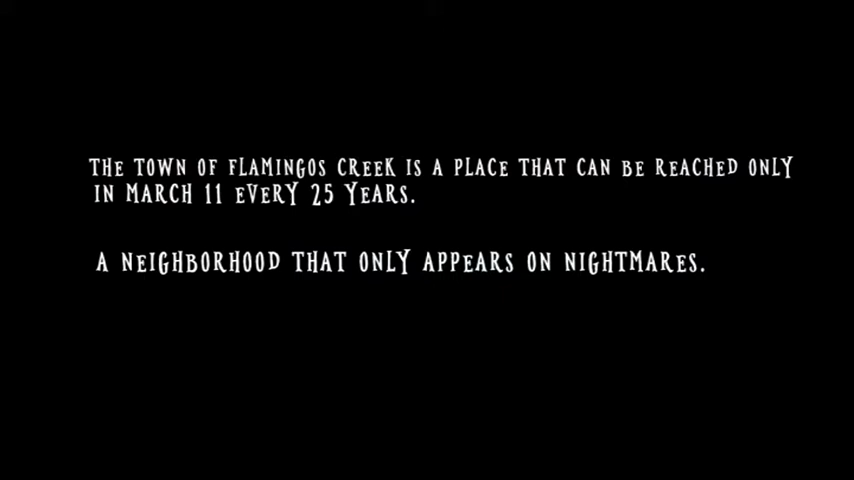 THE TOWN OF FLAMINGOS CREEK IS A PLACE THAT CAN BE REACHED ONLY
IN MARCH 11 EVERY 25 YEARS.
A NEIGHBORHOOD THAT ONLY APPEARS ON NIGHTMARES.